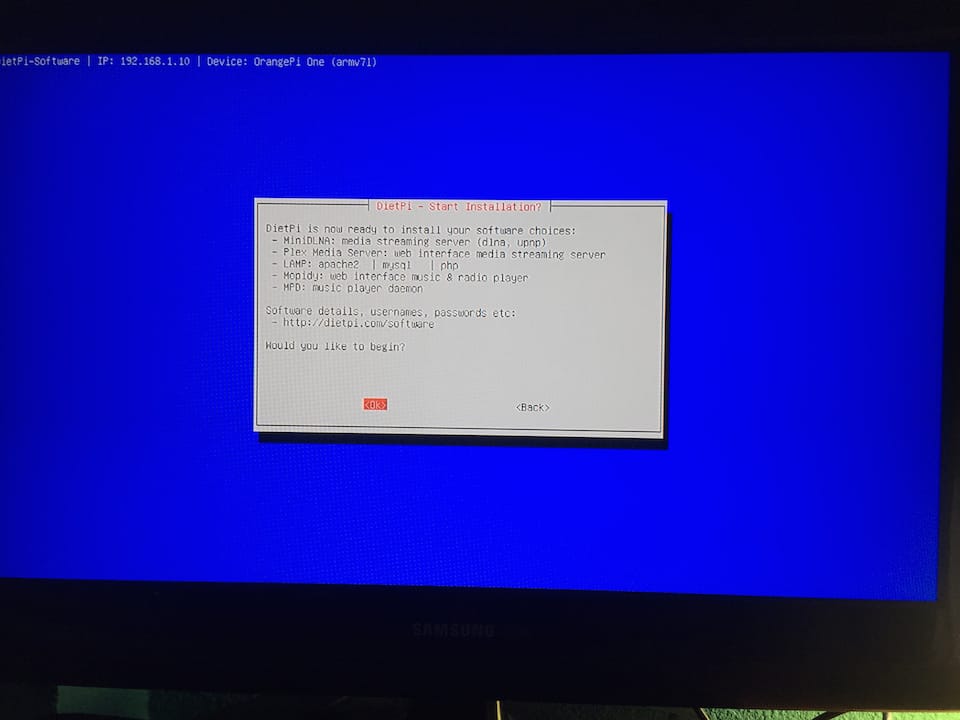 ietPi-Software | IP: 192.168.1.10 | Device: OrangePi One (armv7l)
DietPi - Start Installation?
DietPi is now ready to install your software choices:
- MiniDLNA: media streaming server (dlna, upnp)
- Plex Media Server: web interface media streaming server
- LAMP: apache2 | mysql | php
- Mopidy: web interface music & radio player
- MPD: music player daemon
Software details, usernames, passwords etc:
- http://dietpi.com/software
Would you like to begin?
<Ok> <Back>
SAMSUNG